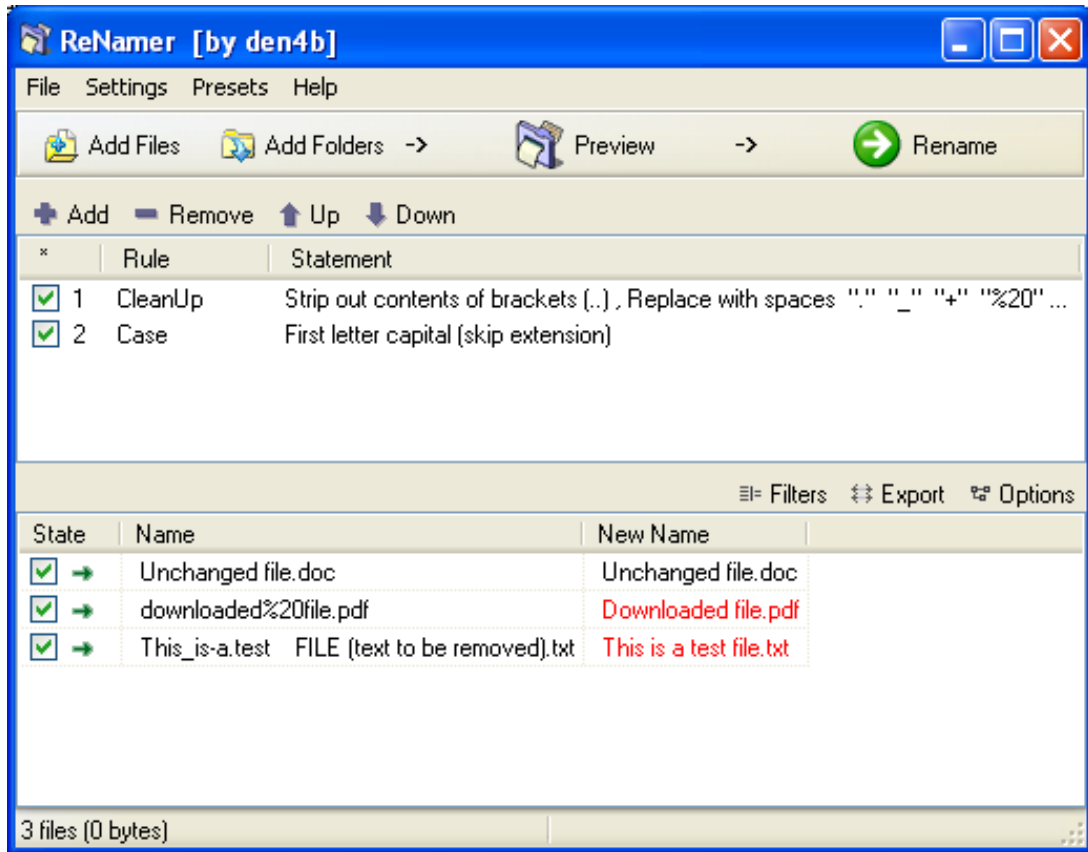 ReNamer [by den4b]
File Settings Presets Help
Add Files Add Folders -> Preview -> Rename
Add Remove Up Down
* Rule Statement
1 CleanUp Strip out contents of brackets (..) , Replace with spaces "." "_" "+" "%20" ...
2 Case First letter capital (skip extension)
Filters Export Options
State Name New Name
Unchanged file.doc Unchanged file.doc
downloaded%20file.pdf Downloaded file.pdf
This_is-a.test    FILE (text to be removed).txt This is a test file.txt
3 files (0 bytes)